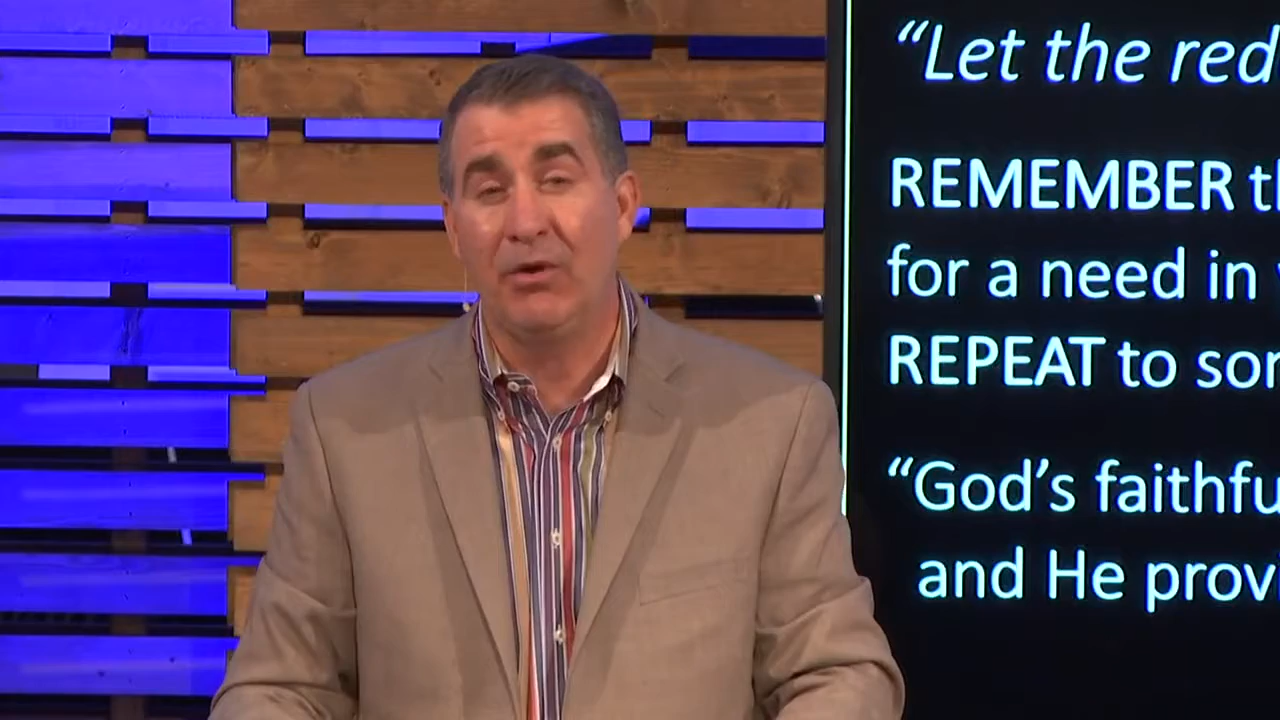 “Let the red
REMEMBER t
for a need in
REPEAT to so
“God’s faithfu
and He provi